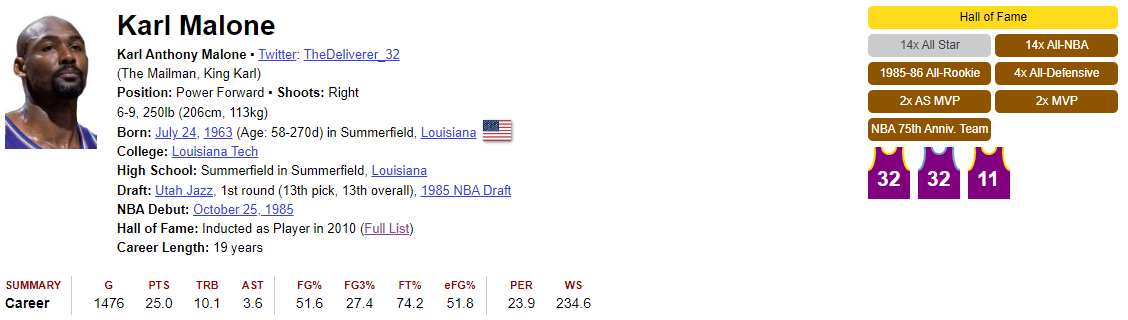 Karl Malone
Karl Anthony Malone ▪ Twitter: TheDeliverer_32
(The Mailman, King Karl)
Position: Power Forward ▪ Shoots: Right
6-9, 250lb (206cm, 113kg)
Born: July 24, 1963 (Age: 58-270d) in Summerfield, Louisiana
College: Louisiana Tech
High School: Summerfield in Summerfield, Louisiana
Draft: Utah Jazz, 1st round (13th pick, 13th overall), 1985 NBA Draft
NBA Debut: October 25, 1985
Hall of Fame: Inducted as Player in 2010 (Full List)
Career Length: 19 years
Hall of Fame
14x All Star 14x All-NBA
1985-86 All-Rookie 4x All-Defensive
2x AS MVP 2x MVP
NBA 75th Anniv. Team
32 32 11
SUMMARY G PTS TRB AST FG% FG3% FT% eFG% PER WS
Career 1476 25.0 10.1 3.6 51.6 27.4 74.2 51.8 23.9 234.6